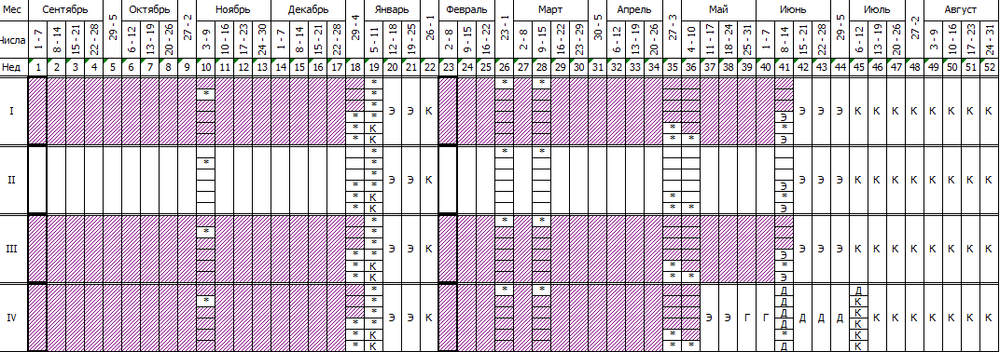 Мес Сентябрь 29 - 5 Октябрь 27 - 2 Ноябрь Декабрь 29 - 4 Январь 26 - 1 Февраль 23 - 1 Март 30 - 5 Апрель 27 - 3 Май Июнь 29 - 5 Июль 27 -2 Август
Числа 1 - 7 8 - 14 15 - 21 22 - 28 6 - 12 13 - 19 20 - 26 3 - 9 10 - 16 17 - 23 24 - 30 1 - 7 8 - 14 15 - 21 22 - 28 5 - 11 12 - 18 19 - 25 2 - 8 9 - 15 16 - 22 2 - 8 9 - 15 16 - 22 23 - 29 6 - 12 13 - 19 20 - 26 4 - 10 11 - 17 18 - 24 25 - 31 1 - 7 8 - 14 15 - 21 22 - 28 6 - 12 13 - 19 20 - 26 3 - 9 10 - 16 17 - 23 24 - 31
Нед 1 2 3 4 5 6 7 8 9 10 11 12 13 14 15 16 17 18 19 20 21 22 23 24 25 26 27 28 29 30 31 32 33 34 35 36 37 38 39 40 41 42 43 44 45 46 47 48 49 50 51 52
* * *
* *
*
I Э Э К Э Э Э К К К К К К К К
* * Э
* К * *
* К * * Э
* * *
* *
*
II Э Э К Э Э Э К К К К К К К К
* * Э
* К * *
* К * * Э
* * *
* *
*
III Э Э К Э Э Э К К К К К К К К
* * Э
* К * *
* К * * Э
* * * Д Д
* * Д К
* Д К
IV Э Э К Э Э Г Г Д Д Д К К К К К К К
* * Д К
* К * К
* К * * Д К